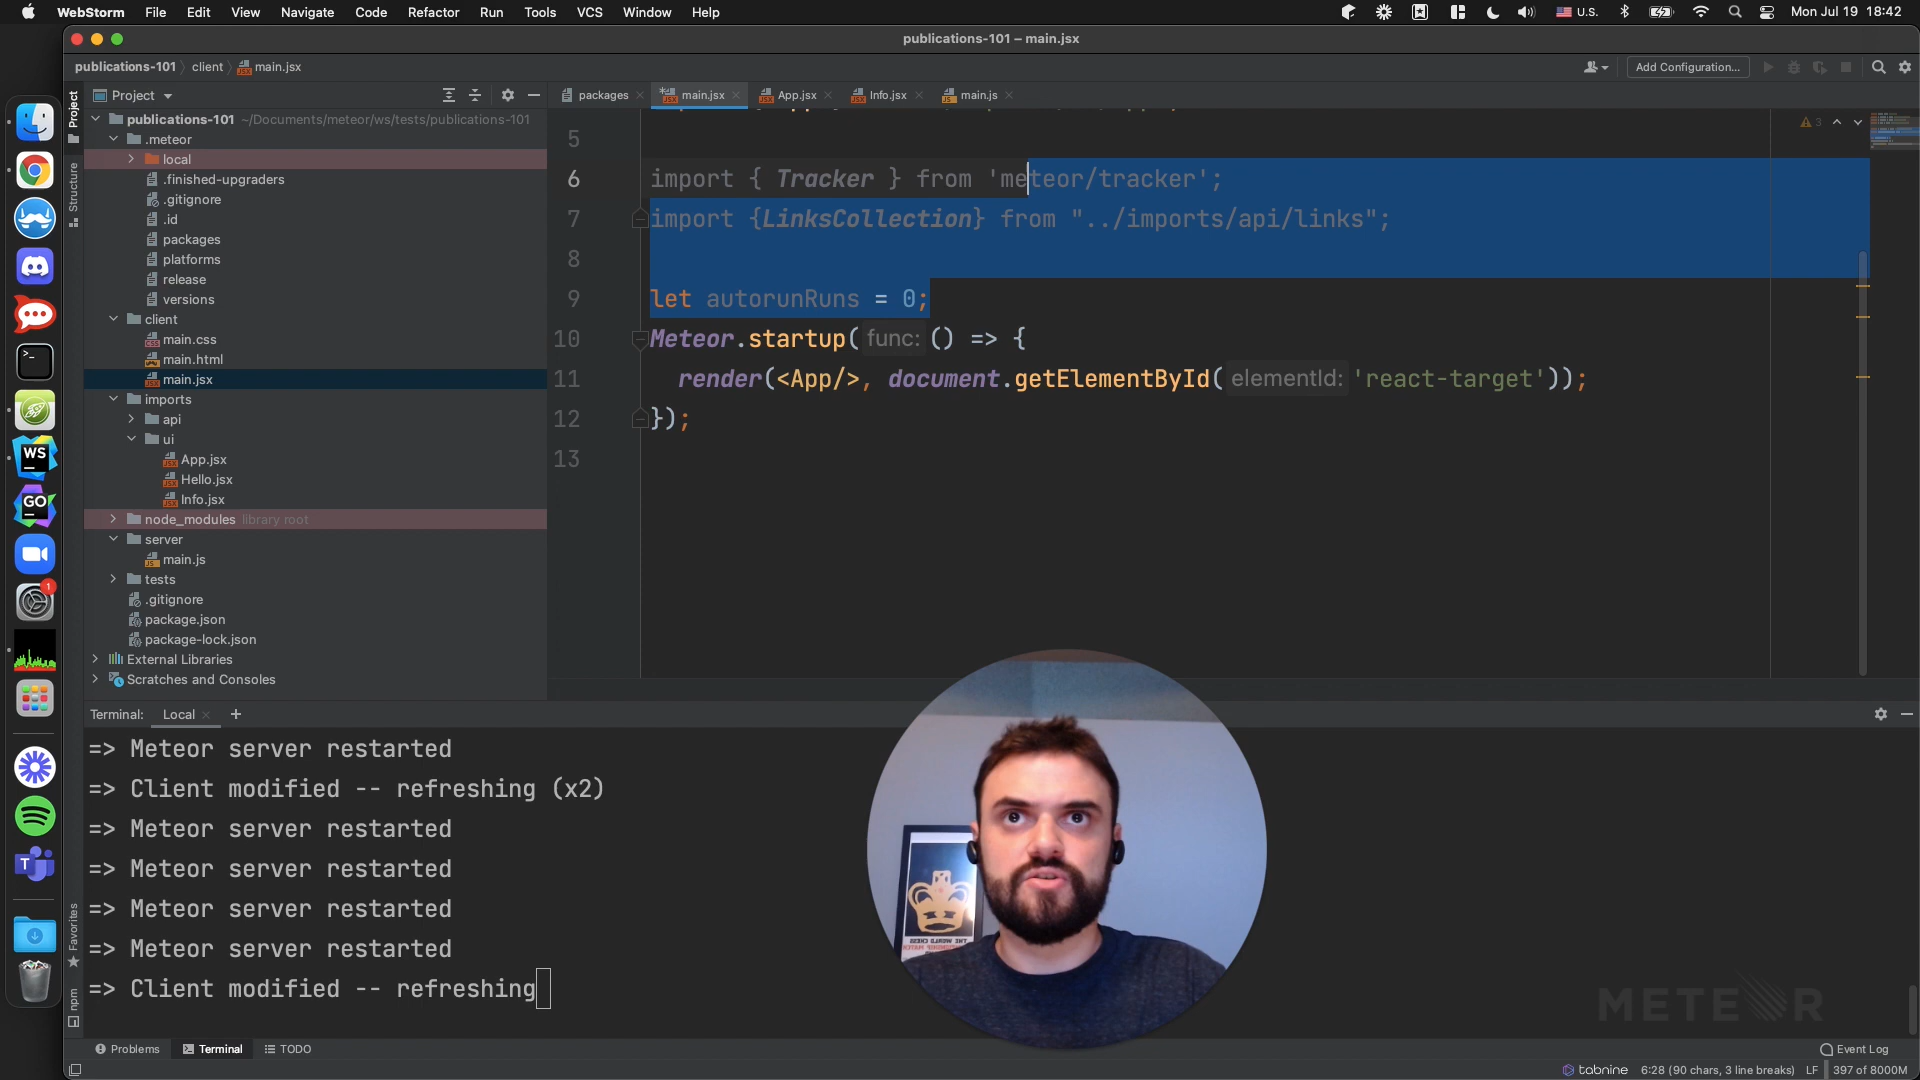 WebStorm File Edit View Navigate Code Refactor Run Tools VCS Window Help U.S. Mon Jul 19 18:42
publications-101 – main.jsx
publications-101 client main.jsx Add Configuration...
Project packages main.jsx App.jsx Info.jsx main.js
publications-101 ~/Documents/meteor/ws/tests/publications-101
.meteor
local
.finished-upgraders
.gitignore
.id
packages
platforms
release
versions
client
main.css
main.html
main.jsx
imports
api
ui
App.jsx
Hello.jsx
Info.jsx
node_modules library root
server
main.js
tests
.gitignore
package.json
package-lock.json
External Libraries
Scratches and Consoles
Project
Structure
Favorites
npm
3
5
6 import { Tracker } from 'meteor/tracker';
7 import {LinksCollection} from "../imports/api/links";
8
9 let autorunRuns = 0;
10 Meteor.startup( func: () => {
11 render(<App/>, document.getElementById( elementId: 'react-target'));
12 });
13
Terminal: Local +
=> Meteor server restarted
=> Client modified -- refreshing (x2)
=> Meteor server restarted
=> Meteor server restarted
=> Meteor server restarted
=> Meteor server restarted
=> Client modified -- refreshing
METEOR
Problems Terminal TODO Event Log
tabnine 6:28 (90 chars, 3 line breaks) LF 397 of 8000M
WS
GO
1
T